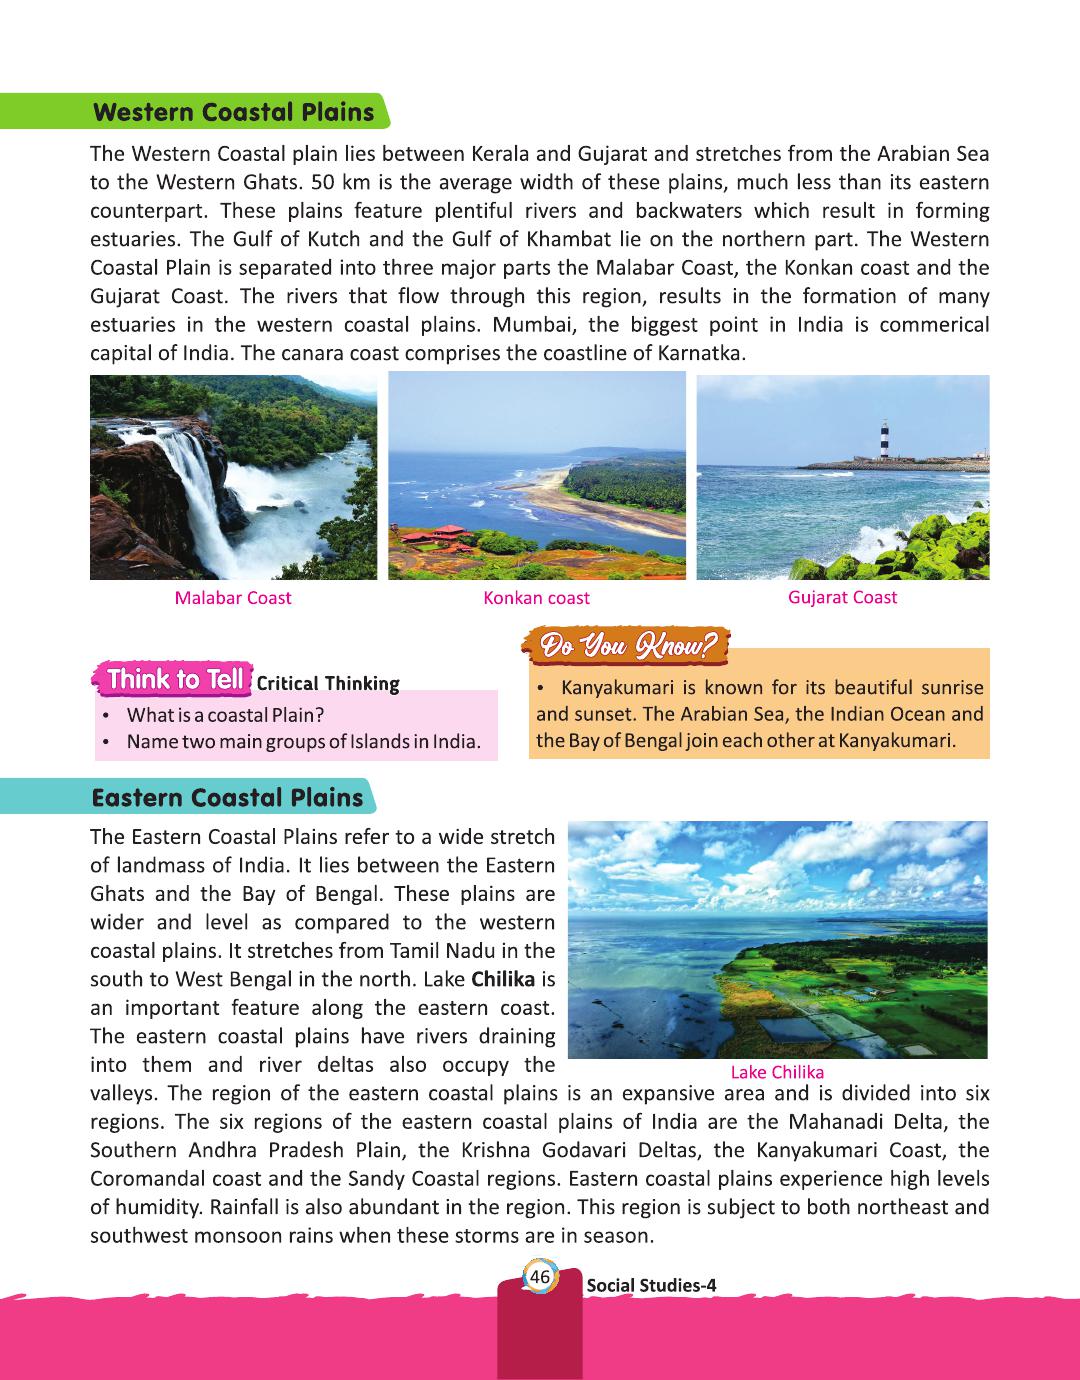 Western Coastal Plains
The Western Coastal plain lies between Kerala and Gujarat and stretches from the Arabian Sea
to the Western Ghats. 50 km is the average width of these plains, much less than its eastern
counterpart. These plains feature plentiful rivers and backwaters which result in forming
estuaries. The Gulf of Kutch and the Gulf of Khambat lie on the northern part. The Western
Coastal Plain is separated into three major parts the Malabar Coast, the Konkan coast and the
Gujarat Coast. The rivers that flow through this region, results in the formation of many
estuaries in the western coastal plains. Mumbai, the biggest point in India is commerical
capital of India. The canara coast comprises the coastline of Karnatka.
Malabar Coast
Konkan coast
Gujarat Coast
Think to Tell Critical Thinking
• What is a coastal Plain?
• Name two main groups of Islands in India.
Do You Know?
• Kanyakumari is known for its beautiful sunrise
and sunset. The Arabian Sea, the Indian Ocean and
the Bay of Bengal join each other at Kanyakumari.
Eastern Coastal Plains
The Eastern Coastal Plains refer to a wide stretch
of landmass of India. It lies between the Eastern
Ghats and the Bay of Bengal. These plains are
wider and level as compared to the western
coastal plains. It stretches from Tamil Nadu in the
south to West Bengal in the north. Lake Chilika is
an important feature along the eastern coast.
The eastern coastal plains have rivers draining
into them and river deltas also occupy the
Lake Chilika
valleys. The region of the eastern coastal plains is an expansive area and is divided into six
regions. The six regions of the eastern coastal plains of India are the Mahanadi Delta, the
Southern Andhra Pradesh Plain, the Krishna Godavari Deltas, the Kanyakumari Coast, the
Coromandal coast and the Sandy Coastal regions. Eastern coastal plains experience high levels
of humidity. Rainfall is also abundant in the region. This region is subject to both northeast and
southwest monsoon rains when these storms are in season.
46
Social Studies-4